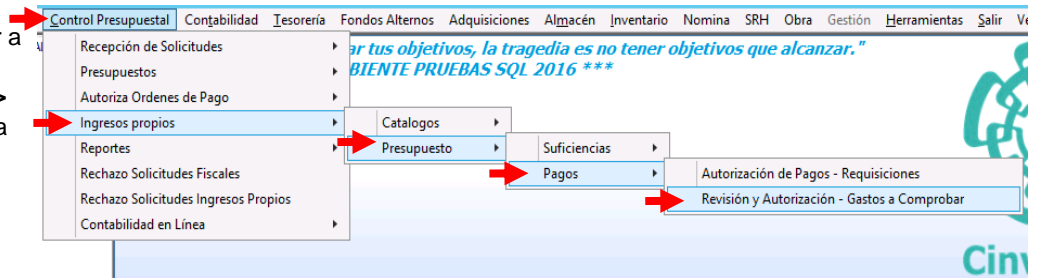 Control Presupuestal Contabilidad Tesorería Fondos Alternos Adquisiciones Almacén Inventario Nomina SRH Obra Gestión Herramientas Salir Ve
a
ar tus objetivos, la tragedia es no tener objetivos que alcanzar."
BIENTE PRUEBAS SQL 2016 ***
>
a
Recepción de Solicitudes
Presupuestos
Autoriza Ordenes de Pago
Ingresos propios
Reportes
Rechazo Solicitudes Fiscales
Rechazo Solicitudes Ingresos Propios
Contabilidad en Línea
Catalogos
Presupuesto
Suficiencias
Pagos
Autorización de Pagos - Requisiciones
Revisión y Autorización - Gastos a Comprobar
Cinv